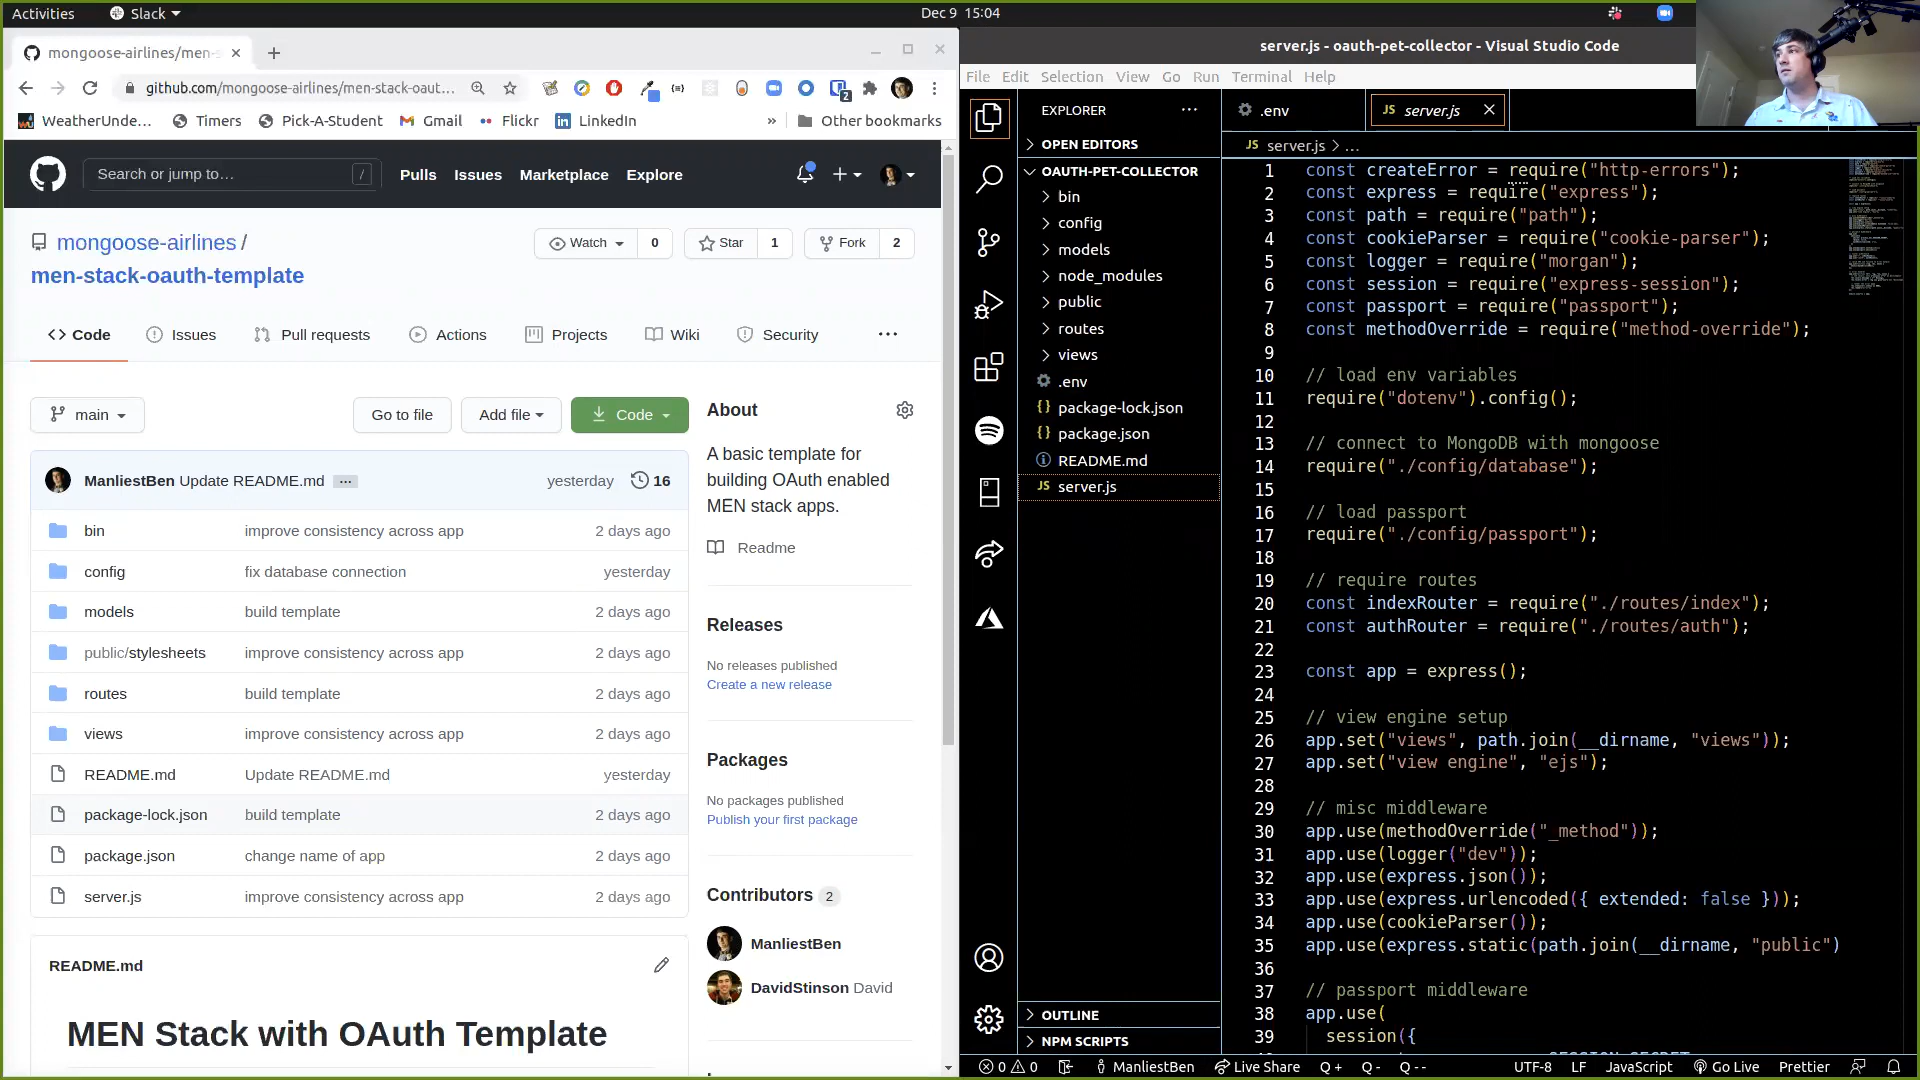 Activities
Slack
Dec 9 15:04
mongoose-airlines/men-s
github.com/mongoose-airlines/men-stack-oaut…
2
WeatherUnde…
Timers
Pick-A-Student
Gmail
Flickr
LinkedIn
»
Other bookmarks
Search or jump to…
/
Pulls
Issues
Marketplace
Explore
mongoose-airlines /
men-stack-oauth-template
Watch
0
Star
1
Fork
2
Code
Issues
Pull requests
Actions
Projects
Wiki
Security
main
Go to file
Add file
Code
ManliestBen Update README.md
yesterday
16
bin improve consistency across app 2 days ago
config fix database connection yesterday
models build template 2 days ago
public/stylesheets improve consistency across app 2 days ago
routes build template 2 days ago
views improve consistency across app 2 days ago
README.md Update README.md yesterday
package-lock.json build template 2 days ago
package.json change name of app 2 days ago
server.js improve consistency across app 2 days ago
README.md
MEN Stack with OAuth Template
About
A basic template for
building OAuth enabled
MEN stack apps.
Readme
Releases
No releases published
Create a new release
Packages
No packages published
Publish your first package
Contributors 2
ManliestBen
DavidStinson David
server.js - oauth-pet-collector - Visual Studio Code
File Edit Selection View Go Run Terminal Help
EXPLORER
OPEN EDITORS
OAUTH-PET-COLLECTOR
bin
config
models
node_modules
public
routes
views
.env
package-lock.json
package.json
README.md
JS server.js
OUTLINE
NPM SCRIPTS
.env
JS server.js
JS server.js > …
1 const createError = require("http-errors");
2 const express = require("express");
3 const path = require("path");
4 const cookieParser = require("cookie-parser");
5 const logger = require("morgan");
6 const session = require("express-session");
7 const passport = require("passport");
8 const methodOverride = require("method-override");
9
10 // load env variables
11 require("dotenv").config();
12
13 // connect to MongoDB with mongoose
14 require("./config/database");
15
16 // load passport
17 require("./config/passport");
18
19 // require routes
20 const indexRouter = require("./routes/index");
21 const authRouter = require("./routes/auth");
22
23 const app = express();
24
25 // view engine setup
26 app.set("views", path.join(__dirname, "views"));
27 app.set("view engine", "ejs");
28
29 // misc middleware
30 app.use(methodOverride("_method"));
31 app.use(logger("dev"));
32 app.use(express.json());
33 app.use(express.urlencoded({ extended: false }));
34 app.use(cookieParser());
35 app.use(express.static(path.join(__dirname, "public")
36
37 // passport middleware
38 app.use(
39 session({
0 0
ManliestBen
Live Share
Q +
Q -
Q --
UTF-8
LF
JavaScript
Go Live
Prettier